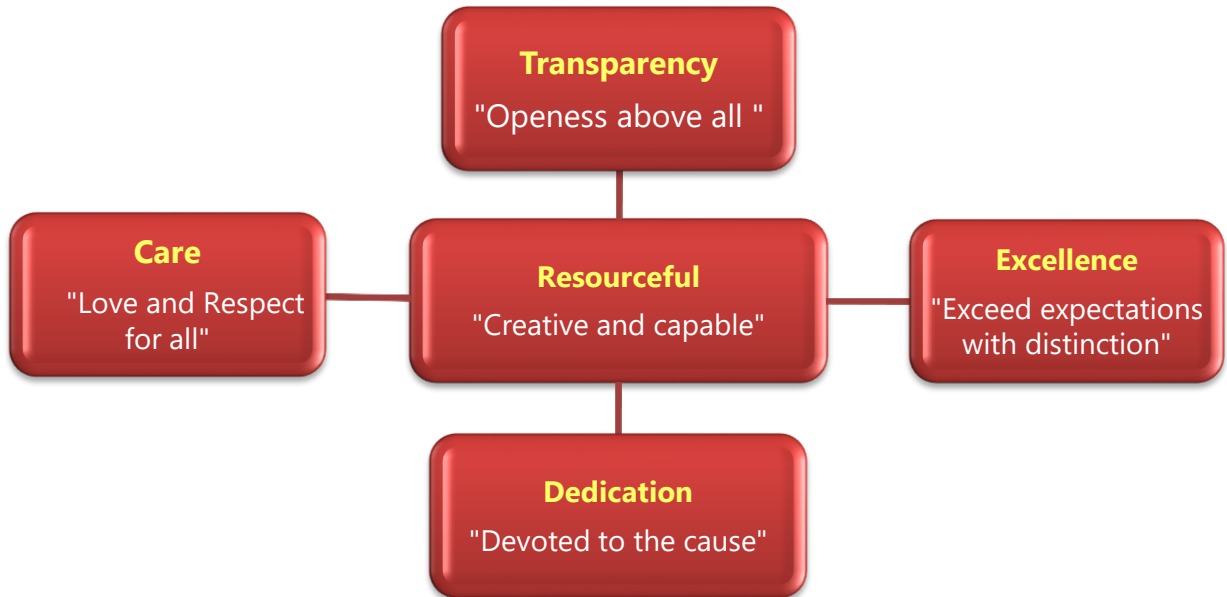 Transparency
"Openess above all "
Care
"Love and Respect
for all"
Resourceful
"Creative and capable"
Excellence
"Exceed expectations
with distinction"
Dedication
"Devoted to the cause"